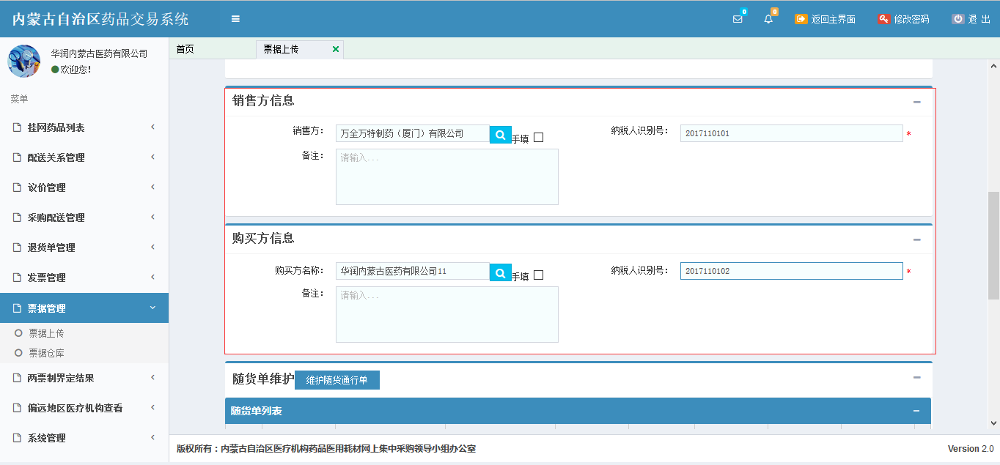 内蒙古自治区药品交易系统
0
0
返回主界面
修改密码
退 出
华润内蒙古医药有限公司
欢迎您!
菜单
挂网药品列表
配送关系管理
议价管理
采购配送管理
退货单管理
发票管理
票据管理
票据上传
票据仓库
两票制界定结果
偏远地区医疗机构查看
系统管理
首页
票据上传
销售方信息
销售方：
万全万特制药（厦门）有限公司
手填
纳税人识别号：
2017110101
*
备注：
请输入...
购买方信息
购买方名称：
华润内蒙古医药有限公司11
手填
纳税人识别号：
2017110102
*
备注：
请输入...
随货单维护
维护随货通行单
随货单列表
版权所有：内蒙古自治区医疗机构药品医用耗材网上集中采购领导小组办公室
Version 2.0